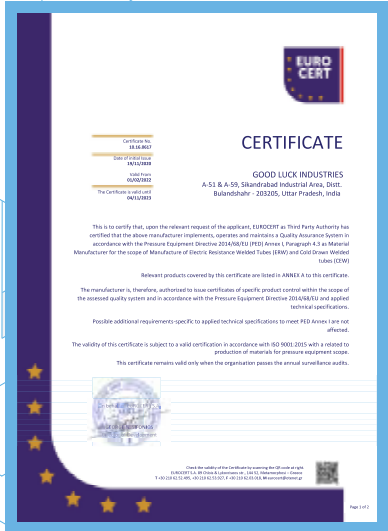 EURO
CERT
Certificate No.
Date of Initial Issue
19/11/2020
Valid From
01/02/2022
The Certificate is valid until
04/11/2023
CERTIFICATE
GOOD LUCK INDUSTRIES
A-51 & A-59, Sikandrabad Industrial Area, Distt.
Bulandshahr - 203205, Uttar Pradesh, India
This is to certify that, upon the relevant request of the applicant, EUROCERT as Third Party Authority has
certified that the above manufacturer implements, operates and maintains a Quality Assurance System in
accordance with the Pressure Equipment Directive 2014/68/EU (PED) Annex I, Paragraph 4.3 as Material
Manufacturer for the scope of Manufacture of Electric Resistance Welded Tubes (ERW) and Cold Drawn Welded
tubes (CEW)
Relevant products covered by this certificate are listed in ANNEX A to this certificate.
The manufacturer is, therefore, authorized to issue certificates of specific product control within the scope of
the assessed quality system and in accordance with the Pressure Equipment Directive 2014/68/EU and applied
technical specifications.
Possible additional requirements-specific to applied technical specifications to meet PED Annex I are not
affected.
The validity of this certificate is subject to a valid certification in accordance with ISO 9001:2015 with a related to
production of materials for pressure equipment scope.
This certificate remains valid only when the organisation passes the annual surveillance audits.
Check the validity of the Certificate by scanning the QR code at right.
EUROCERT S.A. 89 Chlois & Lykovriseos str., 144 52, Metamorphosi – Greece
Page 1 of 2